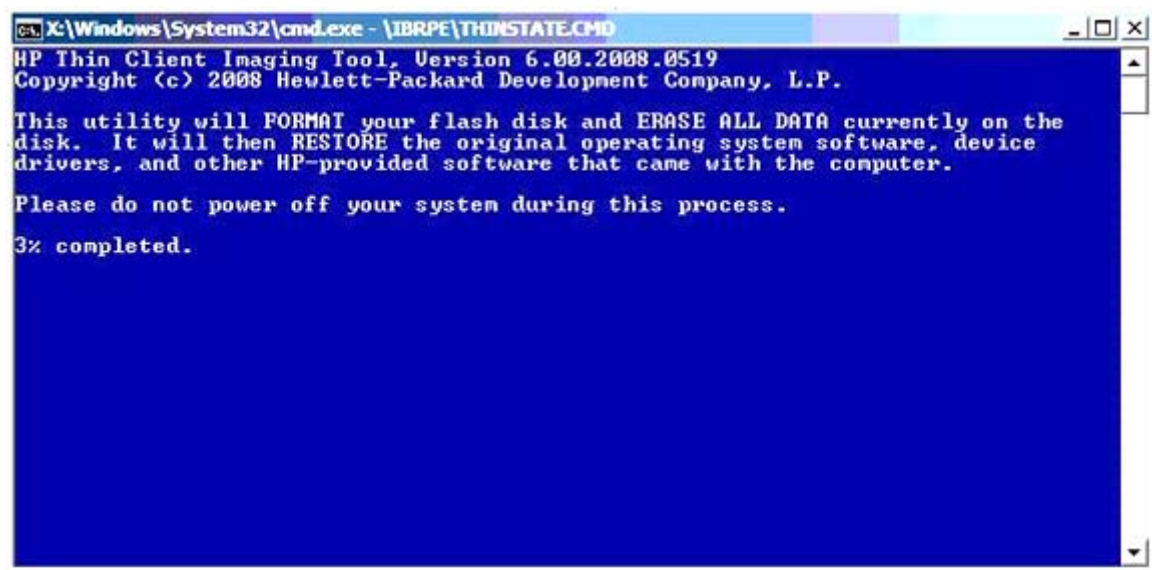 X:\Windows\System32\cmd.exe - \IBRPE\THINSTATE.CMD
HP Thin Client Imaging Tool, Version 6.00.2008.0519
Copyright (c) 2008 Hewlett-Packard Development Company, L.P.
This utility will FORMAT your flash disk and ERASE ALL DATA currently on the
disk.  It will then RESTORE the original operating system software, device
drivers, and other HP-provided software that came with the computer.
Please do not power off your system during this process.
3% completed.